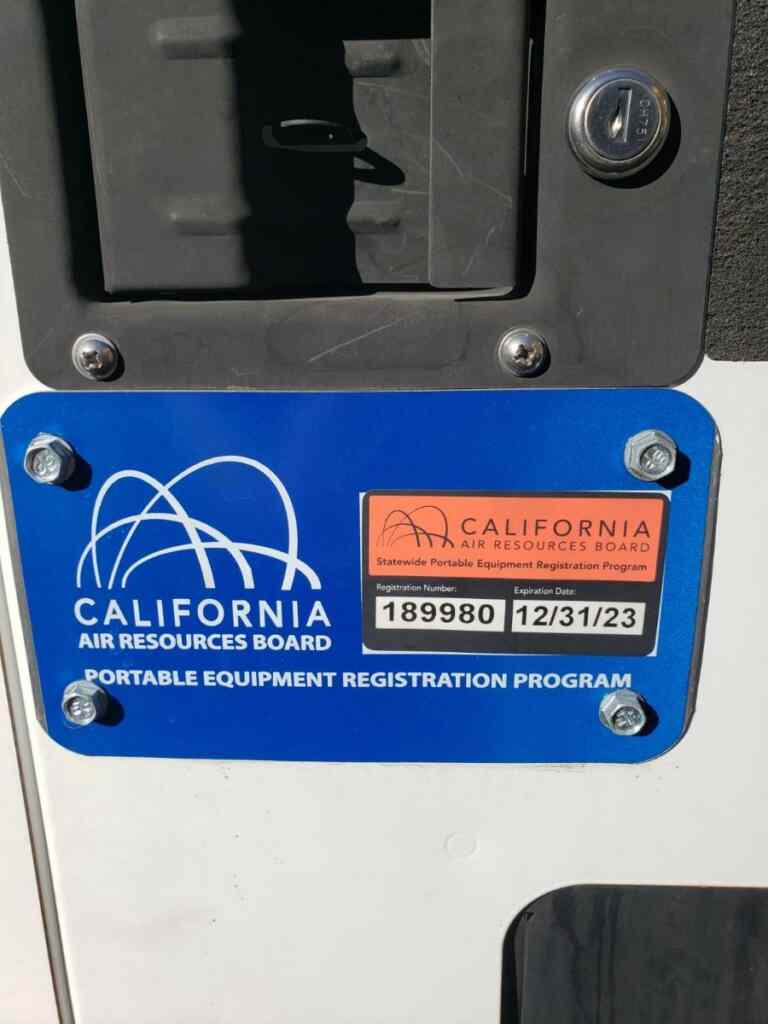 CH751
CALIFORNIA
AIR RESOURCES BOARD
PORTABLE EQUIPMENT REGISTRATION PROGRAM
CALIFORNIA
AIR RESOURCES BOARD
Statewide Portable Equipment Registration Program
Registration Number: Expiration Date:
189980 12/31/23